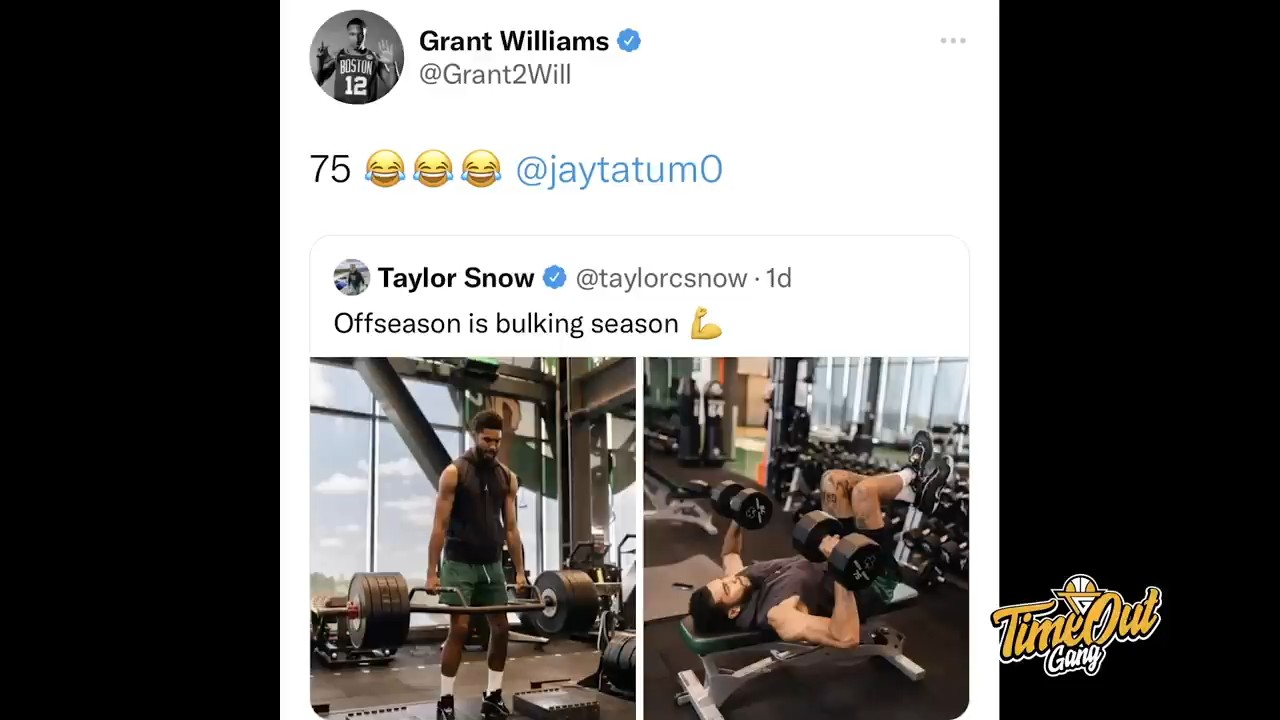 Grant Williams
@Grant2Will
BOSTON
12
75 😂😂😂 @jaytatum0
Taylor Snow @taylorcsnow · 1d
Offseason is bulking season 💪
TimeOut
Gang